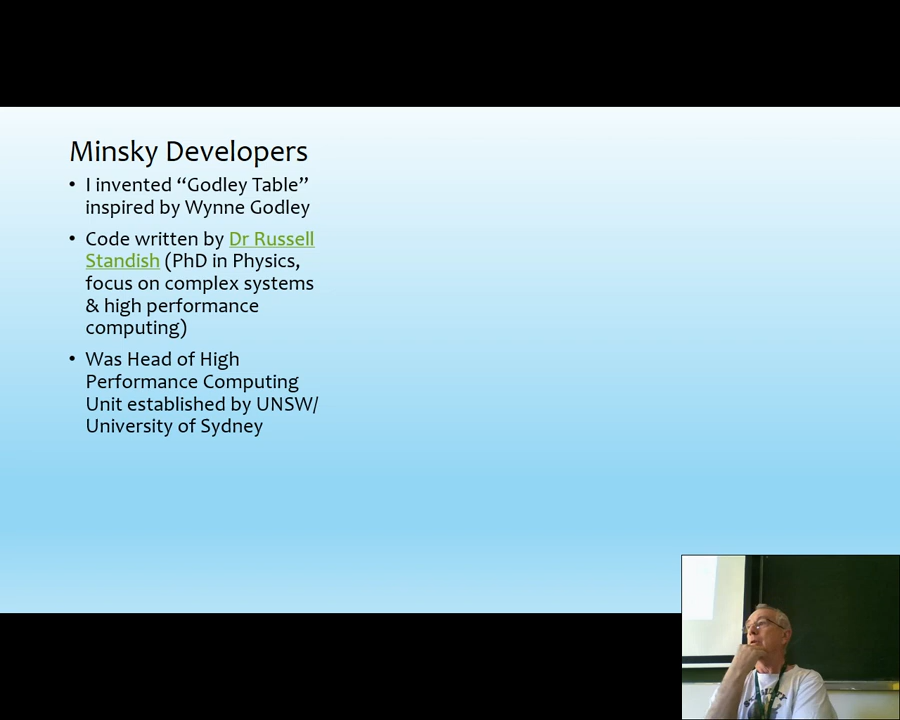 Minsky Developers
• I invented “Godley Table”
inspired by Wynne Godley
• Code written by Dr Russell
Standish (PhD in Physics,
focus on complex systems
& high performance
computing)
• Was Head of High
Performance Computing
Unit established by UNSW/
University of Sydney